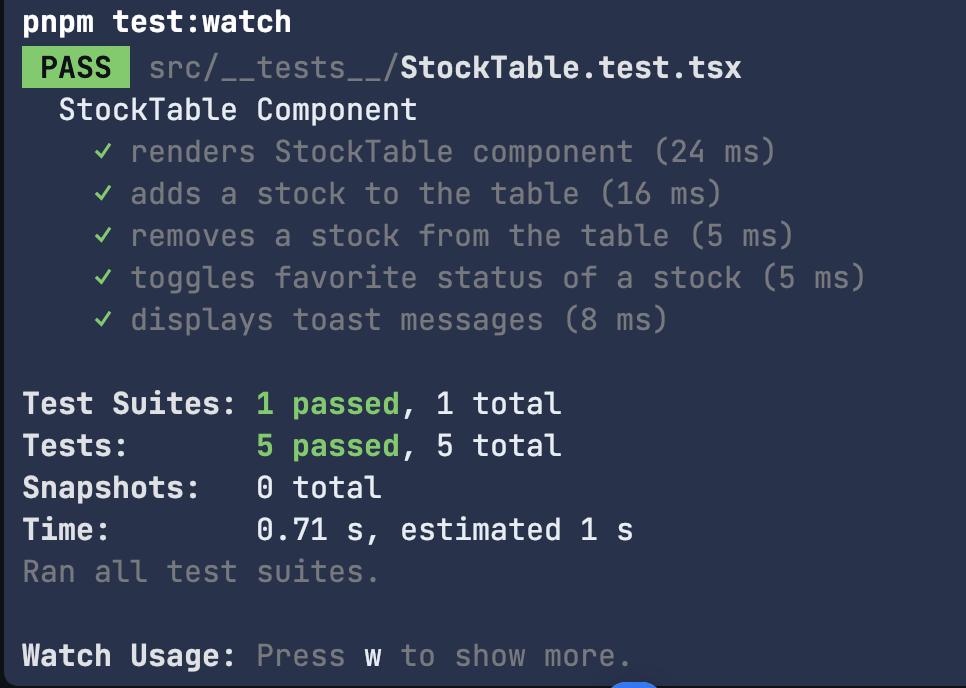 pnpm test:watch
PASS src/__tests__/StockTable.test.tsx
StockTable Component
✓ renders StockTable component (24 ms)
✓ adds a stock to the table (16 ms)
✓ removes a stock from the table (5 ms)
✓ toggles favorite status of a stock (5 ms)
✓ displays toast messages (8 ms)
Test Suites: 1 passed, 1 total
Tests: 5 passed, 5 total
Snapshots: 0 total
Time: 0.71 s, estimated 1 s
Ran all test suites.
Watch Usage: Press w to show more.